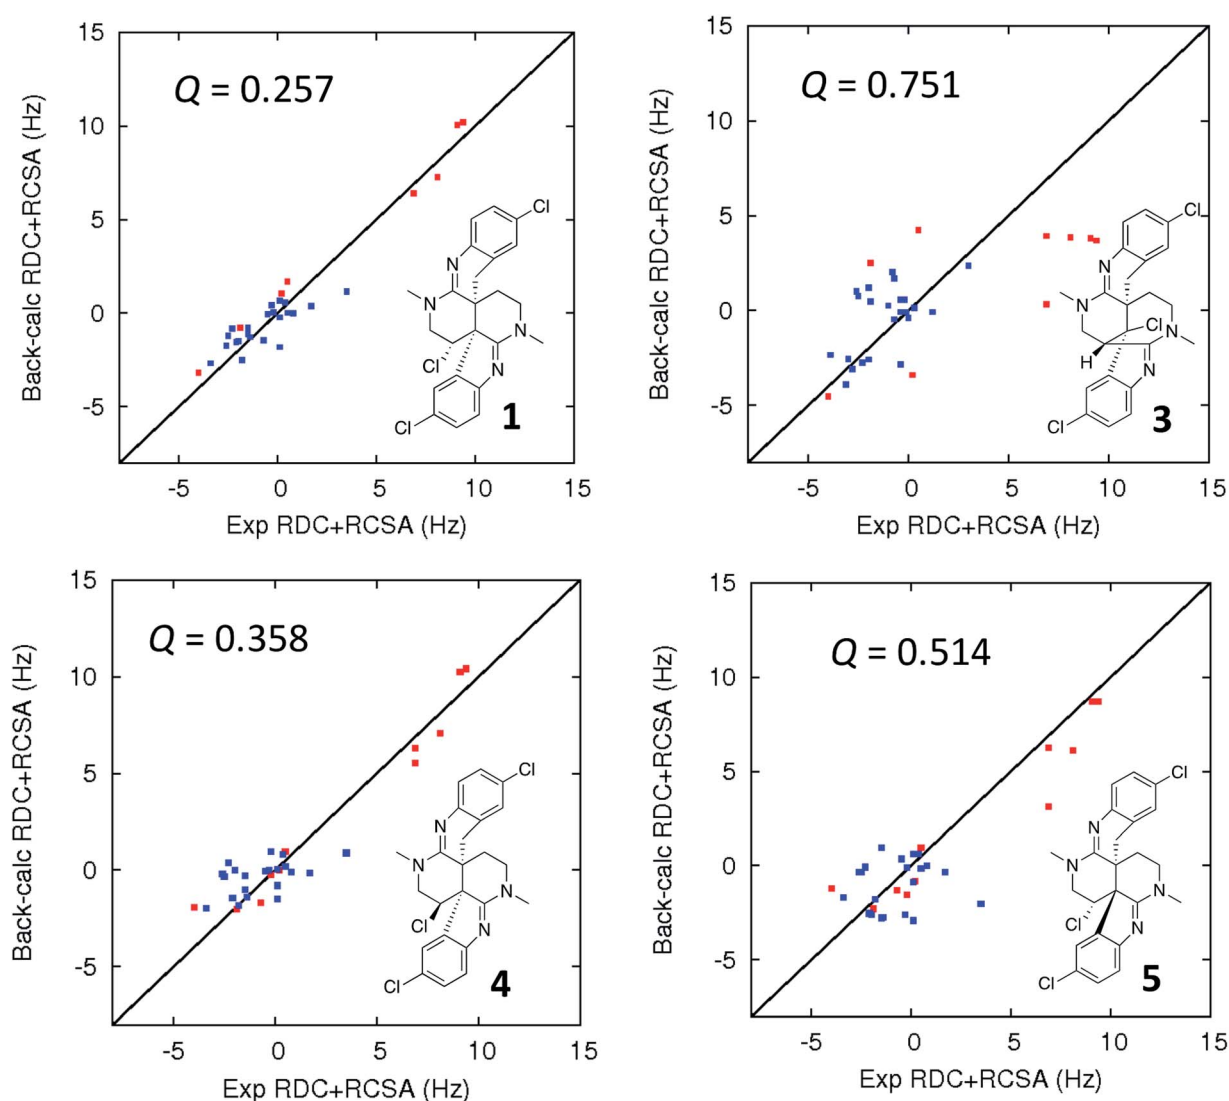 15
10
5
0
-5
Back-calc RDC+RCSA (Hz)
Q = 0.257
Cl
N
N
N
Cl
N
Cl
1
-5 0 5 10 15
Exp RDC+RCSA (Hz)
15
10
5
0
-5
Back-calc RDC+RCSA (Hz)
Q = 0.751
Cl
N
N
Cl
N
H
N
Cl
3
-5 0 5 10 15
Exp RDC+RCSA (Hz)
15
10
5
0
-5
Back-calc RDC+RCSA (Hz)
Q = 0.358
Cl
N
N
N
Cl
N
Cl
4
-5 0 5 10 15
Exp RDC+RCSA (Hz)
15
10
5
0
-5
Back-calc RDC+RCSA (Hz)
Q = 0.514
Cl
N
N
N
Cl
N
Cl
5
-5 0 5 10 15
Exp RDC+RCSA (Hz)